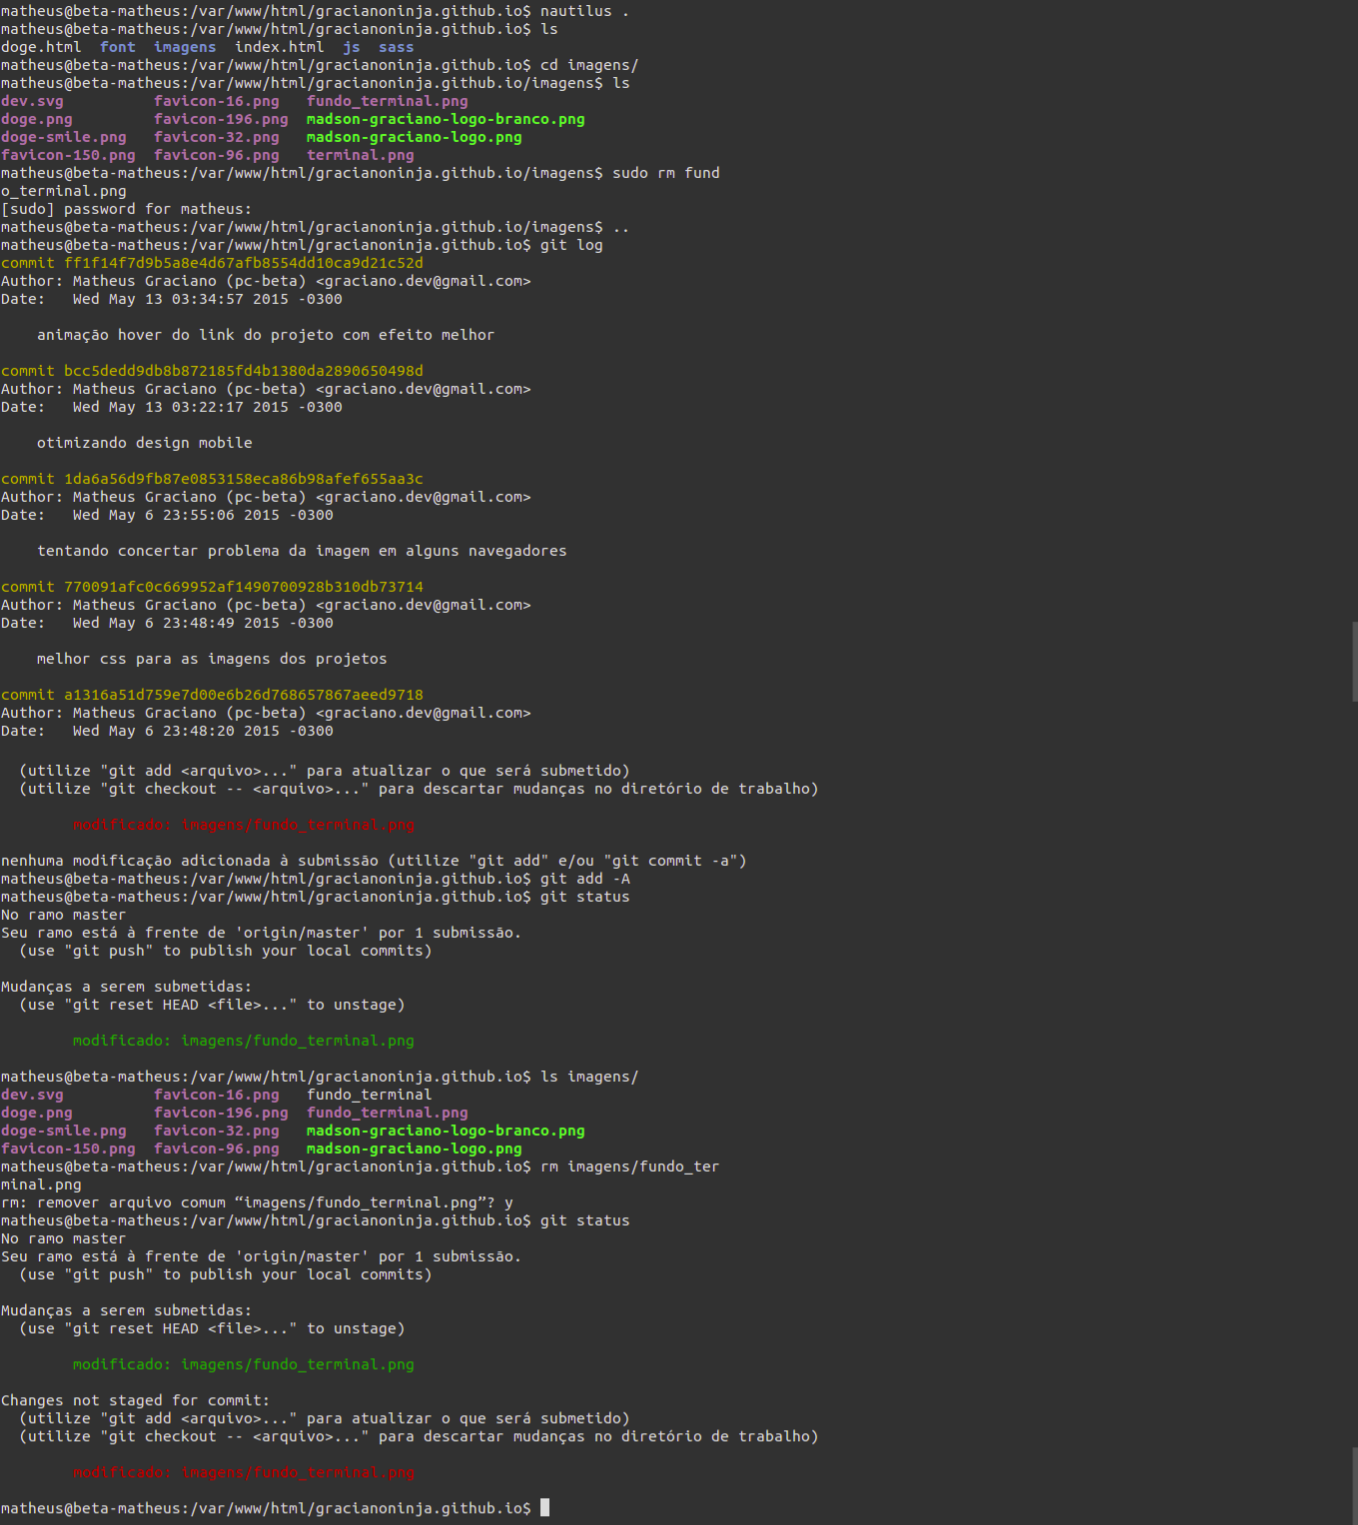 matheus@beta-matheus:/var/www/html/gracianoninja.github.io$ nautilus .
matheus@beta-matheus:/var/www/html/gracianoninja.github.io$ ls
doge.html  font  imagens  index.html  js  sass
matheus@beta-matheus:/var/www/html/gracianoninja.github.io$ cd imagens/
matheus@beta-matheus:/var/www/html/gracianoninja.github.io/imagens$ ls
dev.svg          favicon-16.png   fundo_terminal.png
doge.png         favicon-196.png  madson-graciano-logo-branco.png
doge-smile.png   favicon-32.png   madson-graciano-logo.png
favicon-150.png  favicon-96.png   terminal.png
matheus@beta-matheus:/var/www/html/gracianoninja.github.io/imagens$ sudo rm fund
o_terminal.png
[sudo] password for matheus:
matheus@beta-matheus:/var/www/html/gracianoninja.github.io/imagens$ ..
matheus@beta-matheus:/var/www/html/gracianoninja.github.io$ git log
commit ff1f14f7d9b5a8e4d67afb8554dd10ca9d21c52d
Author: Matheus Graciano (pc-beta) <graciano.dev@gmail.com>
Date:   Wed May 13 03:34:57 2015 -0300

    animação hover do link do projeto com efeito melhor

commit bcc5dedd9db8b872185fd4b1380da2890650498d
Author: Matheus Graciano (pc-beta) <graciano.dev@gmail.com>
Date:   Wed May 13 03:22:17 2015 -0300

    otimizando design mobile

commit 1da6a56d9fb87e0853158eca86b98afef655aa3c
Author: Matheus Graciano (pc-beta) <graciano.dev@gmail.com>
Date:   Wed May 6 23:55:06 2015 -0300

    tentando concertar problema da imagem em alguns navegadores

commit 770091afc0c669952af1490700928b310db73714
Author: Matheus Graciano (pc-beta) <graciano.dev@gmail.com>
Date:   Wed May 6 23:48:49 2015 -0300

    melhor css para as imagens dos projetos

commit a1316a51d759e7d00e6b26d768657867aeed9718
Author: Matheus Graciano (pc-beta) <graciano.dev@gmail.com>
Date:   Wed May 6 23:48:20 2015 -0300

  (utilize "git add <arquivo>..." para atualizar o que será submetido)
  (utilize "git checkout -- <arquivo>..." para descartar mudanças no diretório de trabalho)

        modificado: imagens/fundo_terminal.png

nenhuma modificação adicionada à submissão (utilize "git add" e/ou "git commit -a")
matheus@beta-matheus:/var/www/html/gracianoninja.github.io$ git add -A
matheus@beta-matheus:/var/www/html/gracianoninja.github.io$ git status
No ramo master
Seu ramo está à frente de 'origin/master' por 1 submissão.
  (use "git push" to publish your local commits)

Mudanças a serem submetidas:
  (use "git reset HEAD <file>..." to unstage)

        modificado: imagens/fundo_terminal.png

matheus@beta-matheus:/var/www/html/gracianoninja.github.io$ ls imagens/
dev.svg          favicon-16.png   fundo_terminal
doge.png         favicon-196.png  fundo_terminal.png
doge-smile.png   favicon-32.png   madson-graciano-logo-branco.png
favicon-150.png  favicon-96.png   madson-graciano-logo.png
matheus@beta-matheus:/var/www/html/gracianoninja.github.io$ rm imagens/fundo_ter
minal.png
rm: remover arquivo comum “imagens/fundo_terminal.png”? y
matheus@beta-matheus:/var/www/html/gracianoninja.github.io$ git status
No ramo master
Seu ramo está à frente de 'origin/master' por 1 submissão.
  (use "git push" to publish your local commits)

Mudanças a serem submetidas:
  (use "git reset HEAD <file>..." to unstage)

        modificado: imagens/fundo_terminal.png

Changes not staged for commit:
  (utilize "git add <arquivo>..." para atualizar o que será submetido)
  (utilize "git checkout -- <arquivo>..." para descartar mudanças no diretório de trabalho)

        modificado: imagens/fundo_terminal.png

matheus@beta-matheus:/var/www/html/gracianoninja.github.io$